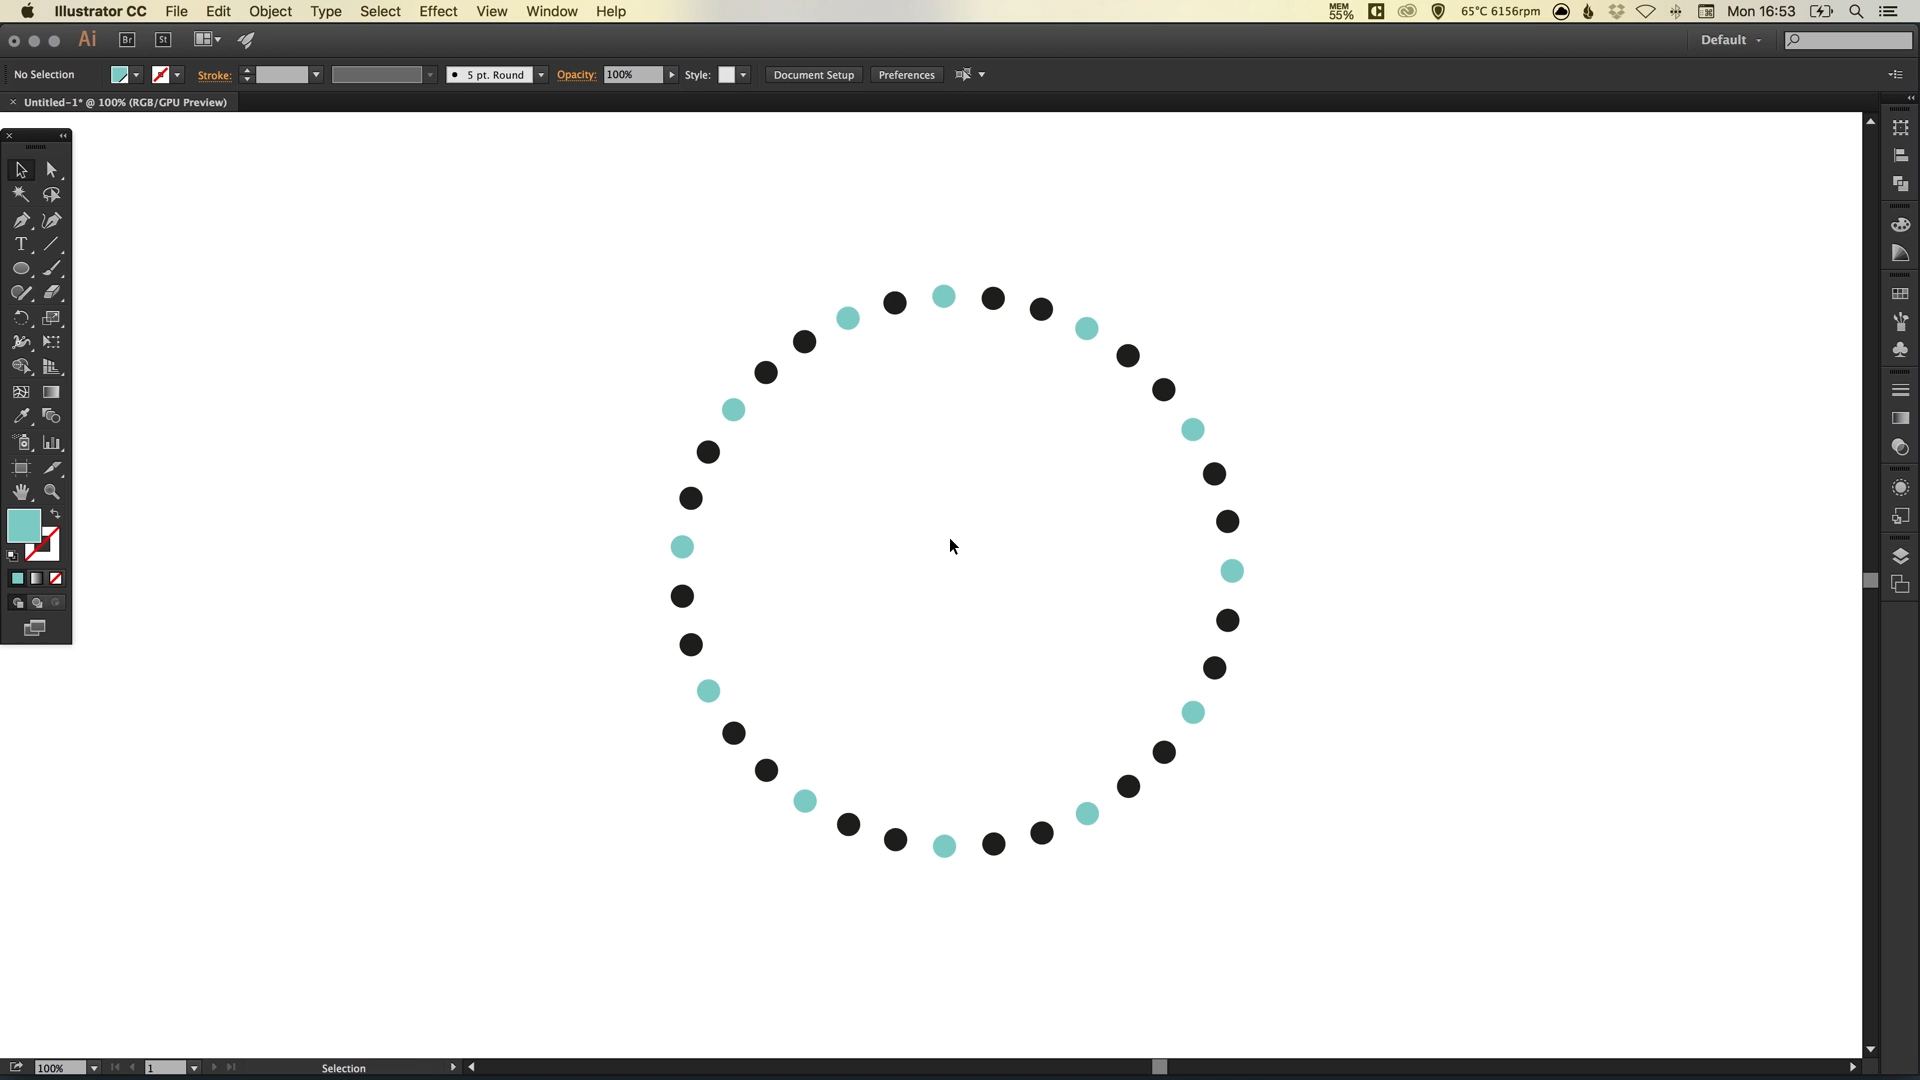 Illustrator CC File Edit Object Type Select Effect View Window Help MEM 55% 65°C 6156rpm Mon 16:53
Ai Br St Default
No Selection Stroke: 5 pt. Round Opacity: 100% Style: Document Setup Preferences
× Untitled-1* @ 100% (RGB/GPU Preview)
T
100% 1 Selection